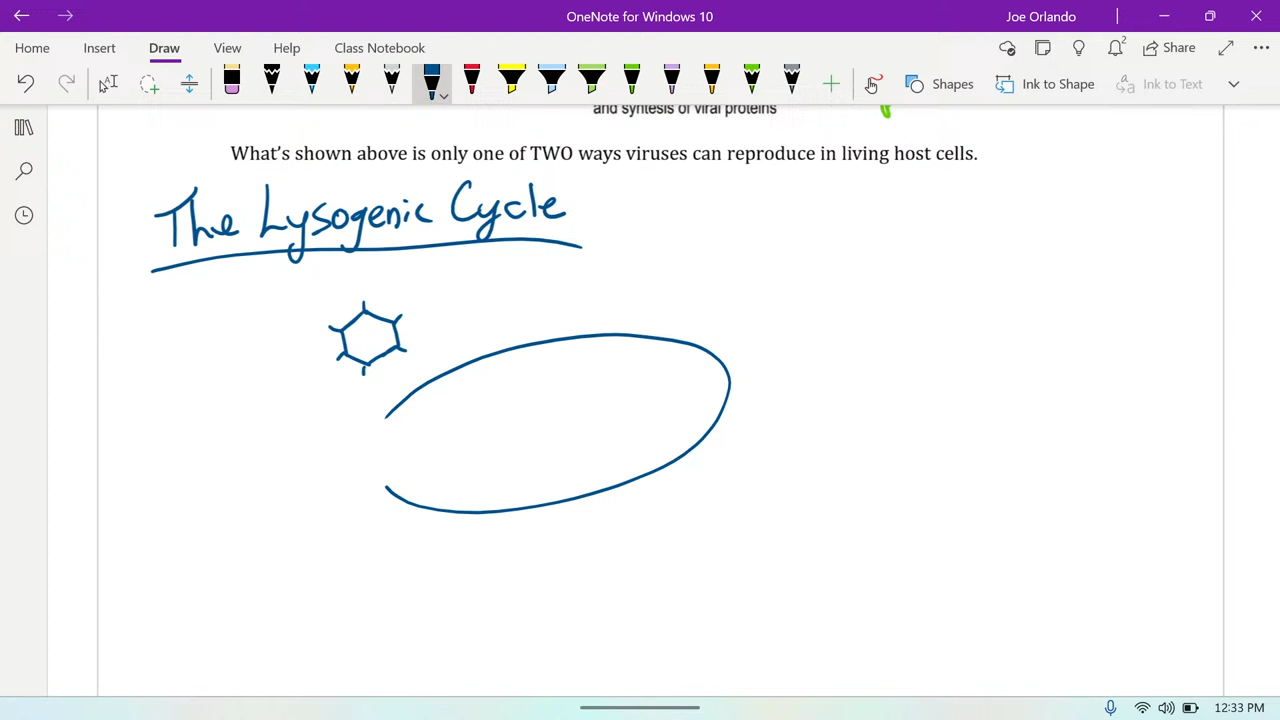 OneNote for Windows 10
Joe Orlando
Home
Insert
Draw
View
Help
Class Notebook
2
Share
Shapes
Ink to Shape
Ink to Text
and syntesis of viral proteins
What's shown above is only one of TWO ways viruses can reproduce in living host cells.
The Lysogenic Cycle
12:33 PM